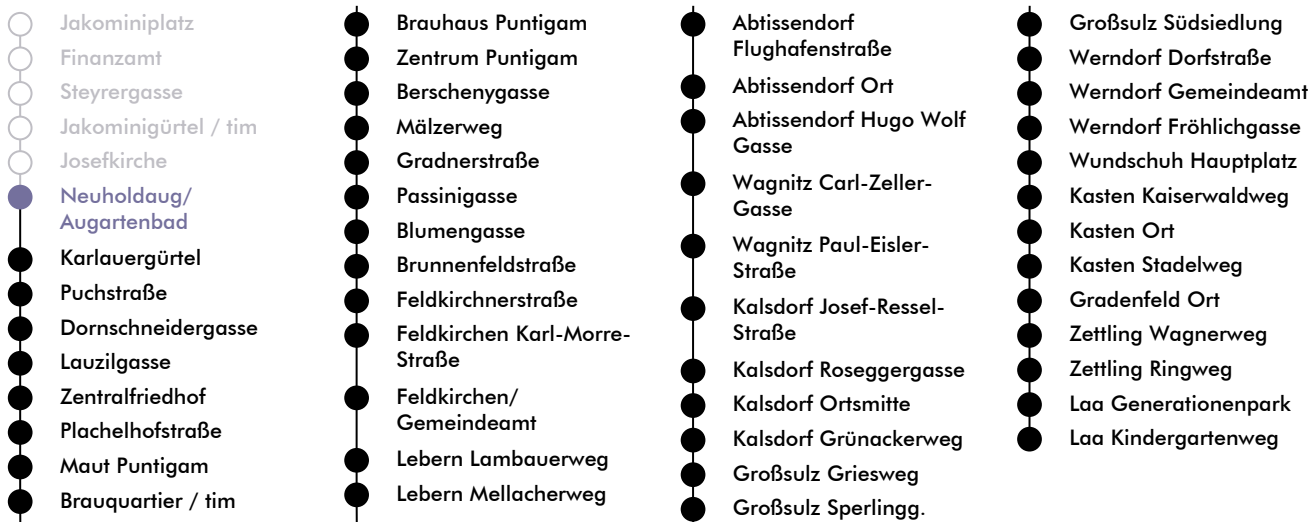 Jakominiplatz
Finanzamt
Steyrergasse
Jakominigürtel / tim
Josefkirche
Neuholdaug/
Augartenbad
Karlauergürtel
Puchstraße
Dornschneidergasse
Lauzilgasse
Zentralfriedhof
Plachelhofstraße
Maut Puntigam
Brauquartier / tim
Brauhaus Puntigam
Zentrum Puntigam
Berschenygasse
Mälzerweg
Gradnerstraße
Passinigasse
Blumengasse
Brunnenfeldstraße
Feldkirchnerstraße
Feldkirchen Karl-Morre-
Straße
Feldkirchen/
Gemeindeamt
Lebern Lambauerweg
Lebern Mellacherweg
Abtissendorf
Flughafenstraße
Abtissendorf Ort
Abtissendorf Hugo Wolf
Gasse
Wagnitz Carl-Zeller-
Gasse
Wagnitz Paul-Eisler-
Straße
Kalsdorf Josef-Ressel-
Straße
Kalsdorf Roseggergasse
Kalsdorf Ortsmitte
Kalsdorf Grünackerweg
Großsulz Griesweg
Großsulz Sperlingg.
Großsulz Südsiedlung
Werndorf Dorfstraße
Werndorf Gemeindeamt
Werndorf Fröhlichgasse
Wundschuh Hauptplatz
Kasten Kaiserwaldweg
Kasten Ort
Kasten Stadelweg
Gradenfeld Ort
Zettling Wagnerweg
Zettling Ringweg
Laa Generationenpark
Laa Kindergartenweg